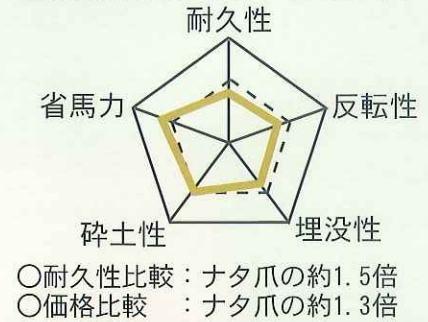 耐久性
省馬力
反転性
砕土性
埋没性
○耐久性比較：ナタ爪の約1.5倍
○価格比較　：ナタ爪の約1.3倍